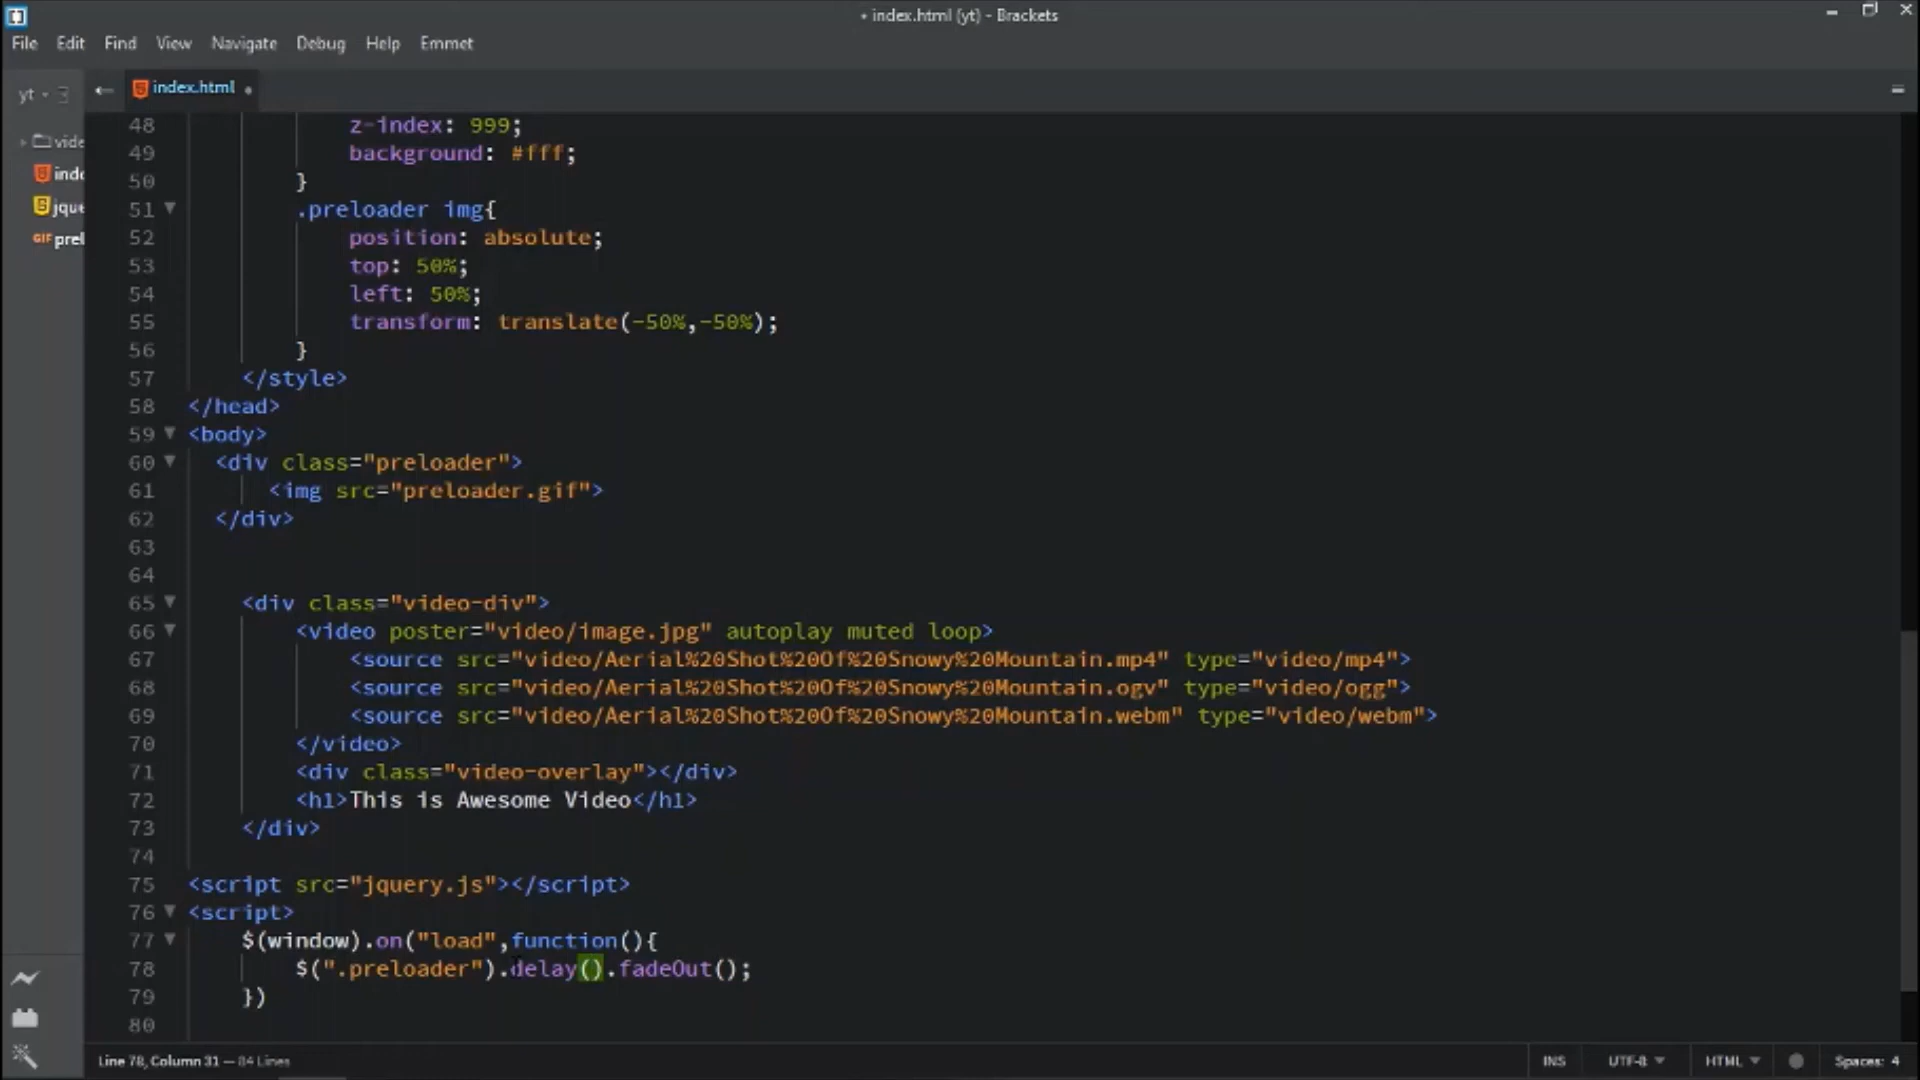 • index.html (yt) - Brackets
File Edit Find View Navigate Debug Help Emmet
yt
index.html •
vide
inde
jque
GIF prel
48 z-index: 999;
49 background: #fff;
50 }
51 .preloader img{
52 position: absolute;
53 top: 50%;
54 left: 50%;
55 transform: translate(-50%,-50%);
56 }
57 </style>
58 </head>
59 <body>
60 <div class="preloader">
61 <img src="preloader.gif">
62 </div>
63
64
65 <div class="video-div">
66 <video poster="video/image.jpg" autoplay muted loop>
67 <source src="video/Aerial%20Shot%20Of%20Snowy%20Mountain.mp4" type="video/mp4">
68 <source src="video/Aerial%20Shot%20Of%20Snowy%20Mountain.ogv" type="video/ogg">
69 <source src="video/Aerial%20Shot%20Of%20Snowy%20Mountain.webm" type="video/webm">
70 </video>
71 <div class="video-overlay"></div>
72 <h1>This is Awesome Video</h1>
73 </div>
74
75 <script src="jquery.js"></script>
76 <script>
77 $(window).on("load",function(){
78 $(".preloader").delay().fadeOut();
79 })
80
Line 78, Column 31 — 84 Lines
INS UTF-8 HTML Spaces: 4